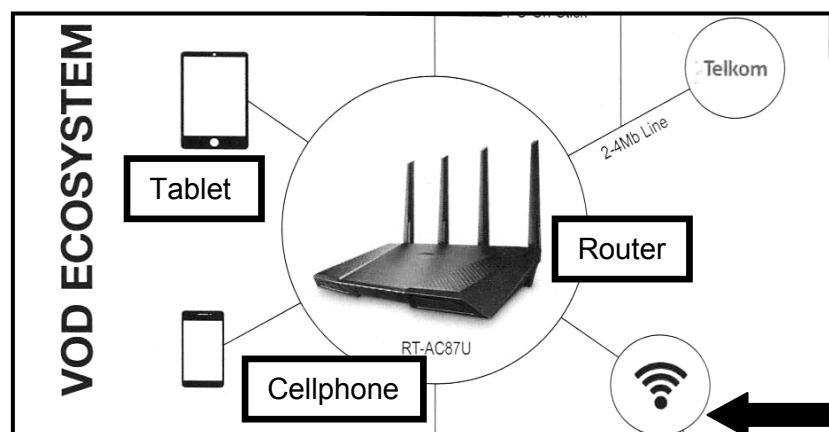 VOD ECOSYSTEM
Telkom
2-4Mb Line
Tablet
Router
RT-AC87U
Cellphone